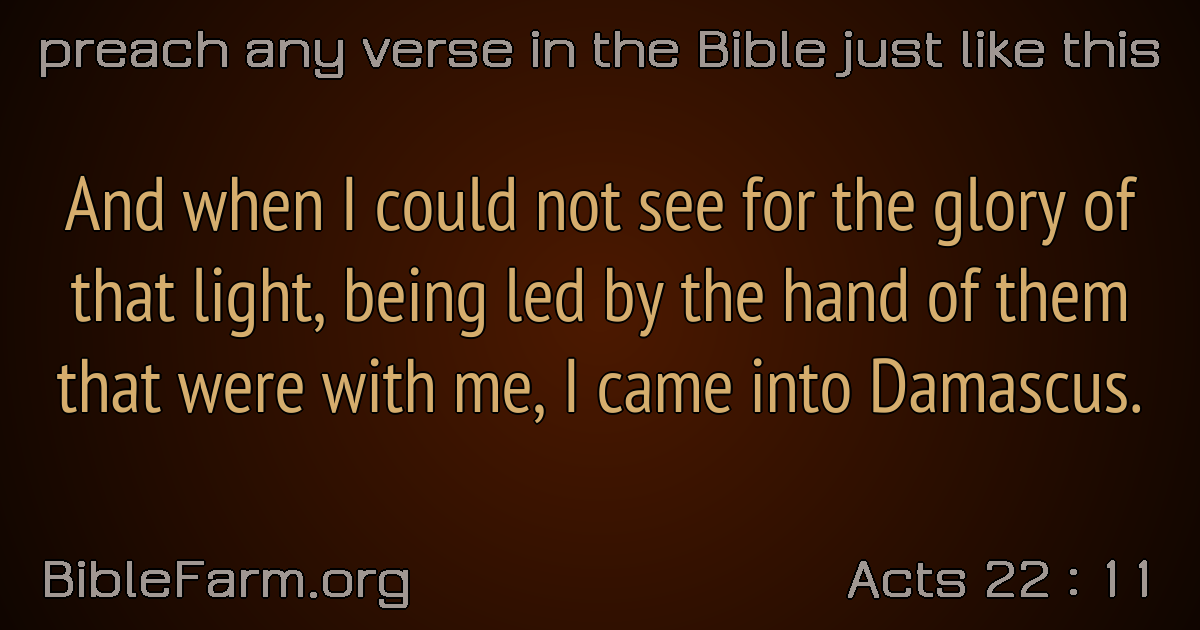 preach any verse in the Bible just like this
And when I could not see for the glory of
that light, being led by the hand of them
that were with me, I came into Damascus.
BibleFarm.org
Acts 22 : 11